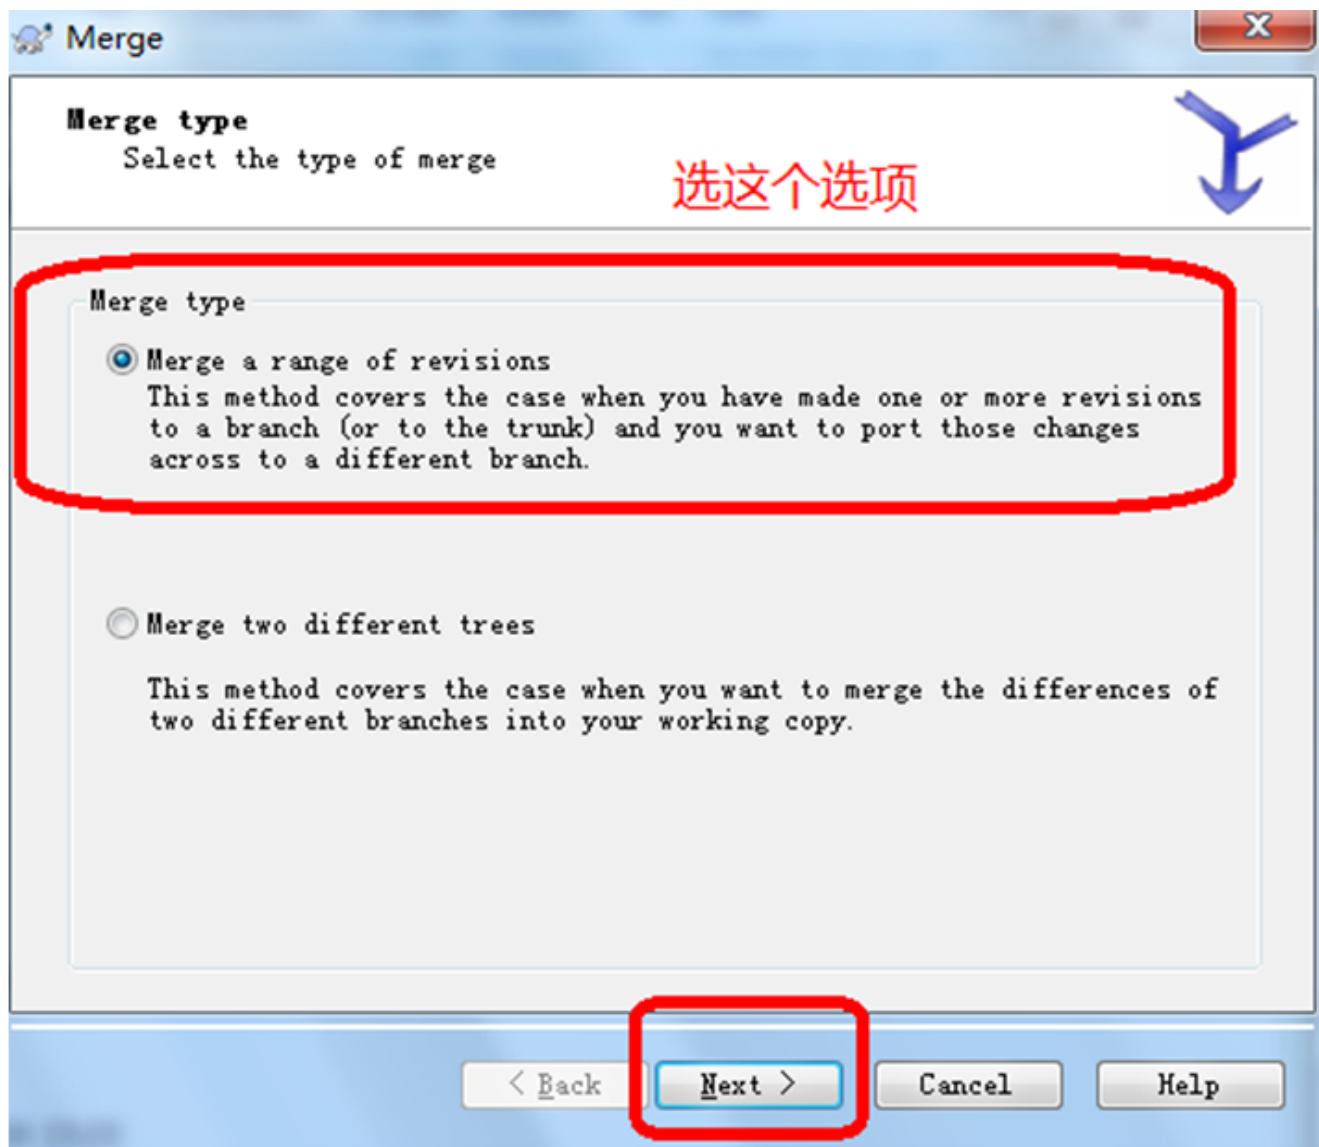 Merge
Merge type
Select the type of merge
选这个选项
Merge type
Merge a range of revisions
This method covers the case when you have made one or more revisions
to a branch (or to the trunk) and you want to port those changes
across to a different branch.
Merge two different trees
This method covers the case when you want to merge the differences of
two different branches into your working copy.
< Back
Next >
Cancel
Help